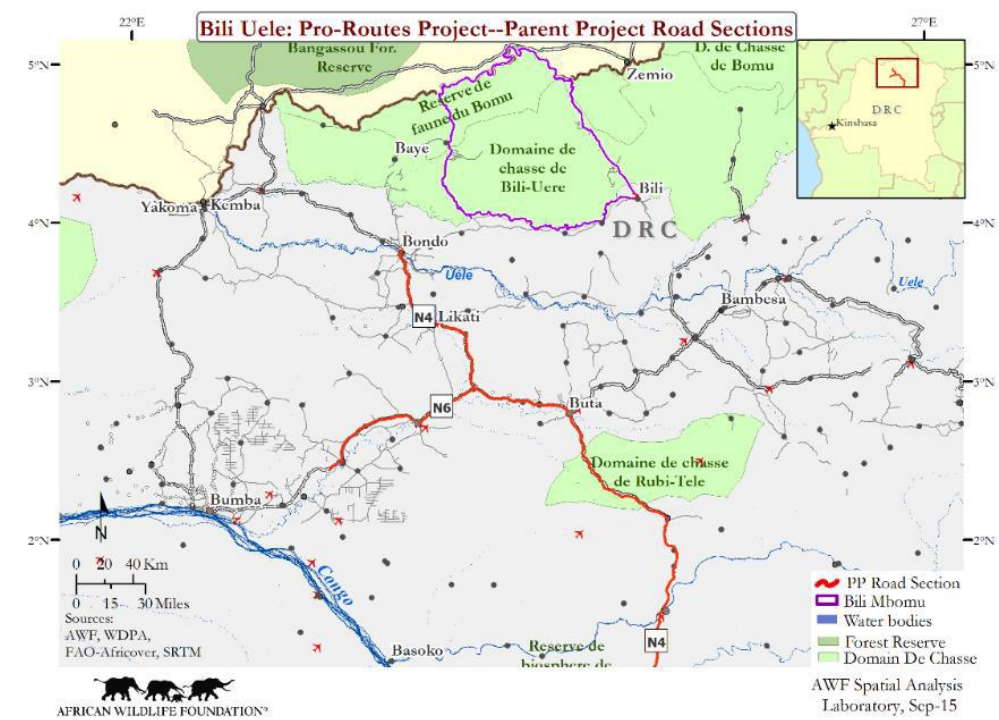 22°E
27°E
Bili Uele: Pro-Routes Project--Parent Project Road Sections
5°N
5°N
Bangassou For.
Reserve
Zemio
D. de Chasse
de Bomu
DRC
Kinshasa
Reserve de
faune du Bomu
Baye
Domaine de
chasse de
Bili-Uere
Bili
Yakoma
Kemba
4°N
4°N
DRC
Bondo
Uele
Uele
Bambesa
N4
Likati
3°N
3°N
N6
Buta
Domaine de chasse
de Rubi-Tele
Bumba
N
2°N
2°N
0 20 40 Km
0 15 30 Miles
Sources:
AWF, WDPA,
FAO-Africover, SRTM
Congo
Basoko
Reserve de
biosphere de
N4
PP Road Section
Bili Mbomu
Water bodies
Forest Reserve
Domain De Chasse
AWF Spatial Analysis
Laboratory, Sep-15
AFRICAN WILDLIFE FOUNDATION®